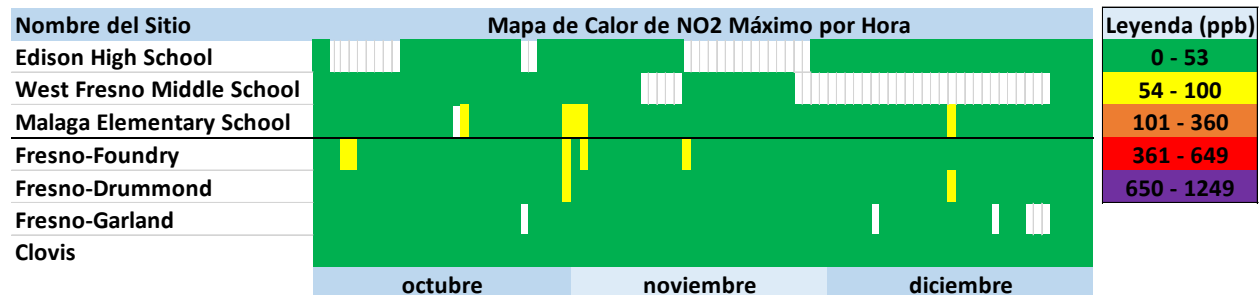 Nombre del Sitio Mapa de Calor de NO2 Máximo por Hora Leyenda (ppb)
Edison High School 0 - 53
West Fresno Middle School 54 - 100
Malaga Elementary School 101 - 360
Fresno-Foundry 361 - 649
Fresno-Drummond 650 - 1249
Fresno-Garland
Clovis
octubre noviembre diciembre